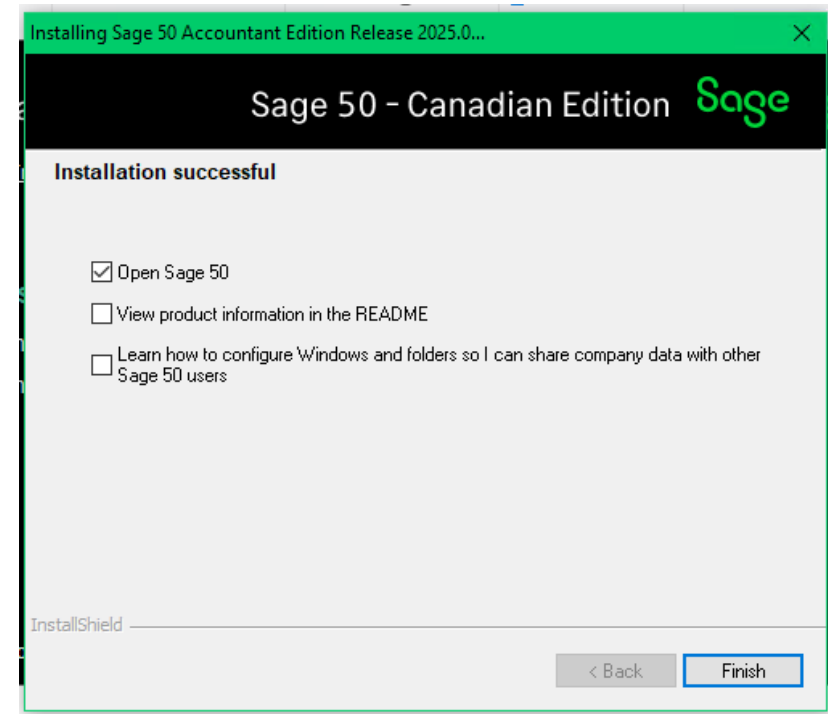 Installing Sage 50 Accountant Edition Release 2025.0...
Sage 50 - Canadian Edition Sage
Installation successful
Open Sage 50
View product information in the README
Learn how to configure Windows and folders so I can share company data with other
Sage 50 users
InstallShield
< Back Finish